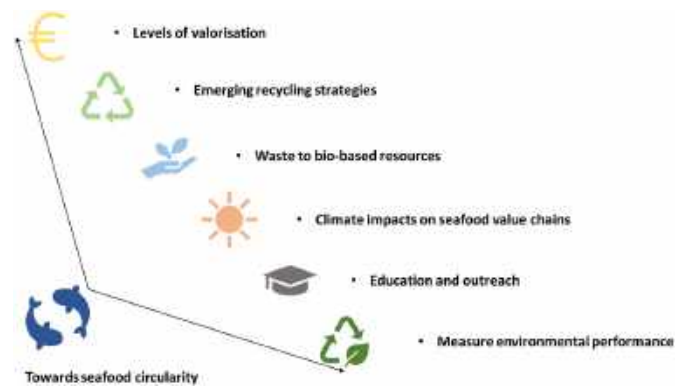 • Levels of valorisation
• Emerging recycling strategies
• Waste to bio-based resources
• Climate impacts on seafood value chains
• Education and outreach
• Measure environmental performance
Towards seafood circularity